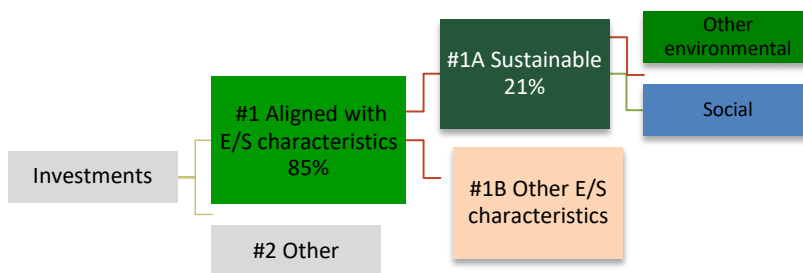 Investments
#1 Aligned with
E/S characteristics
85%
#2 Other
#1A Sustainable
21%
#1B Other E/S
characteristics
Other
environmental
Social